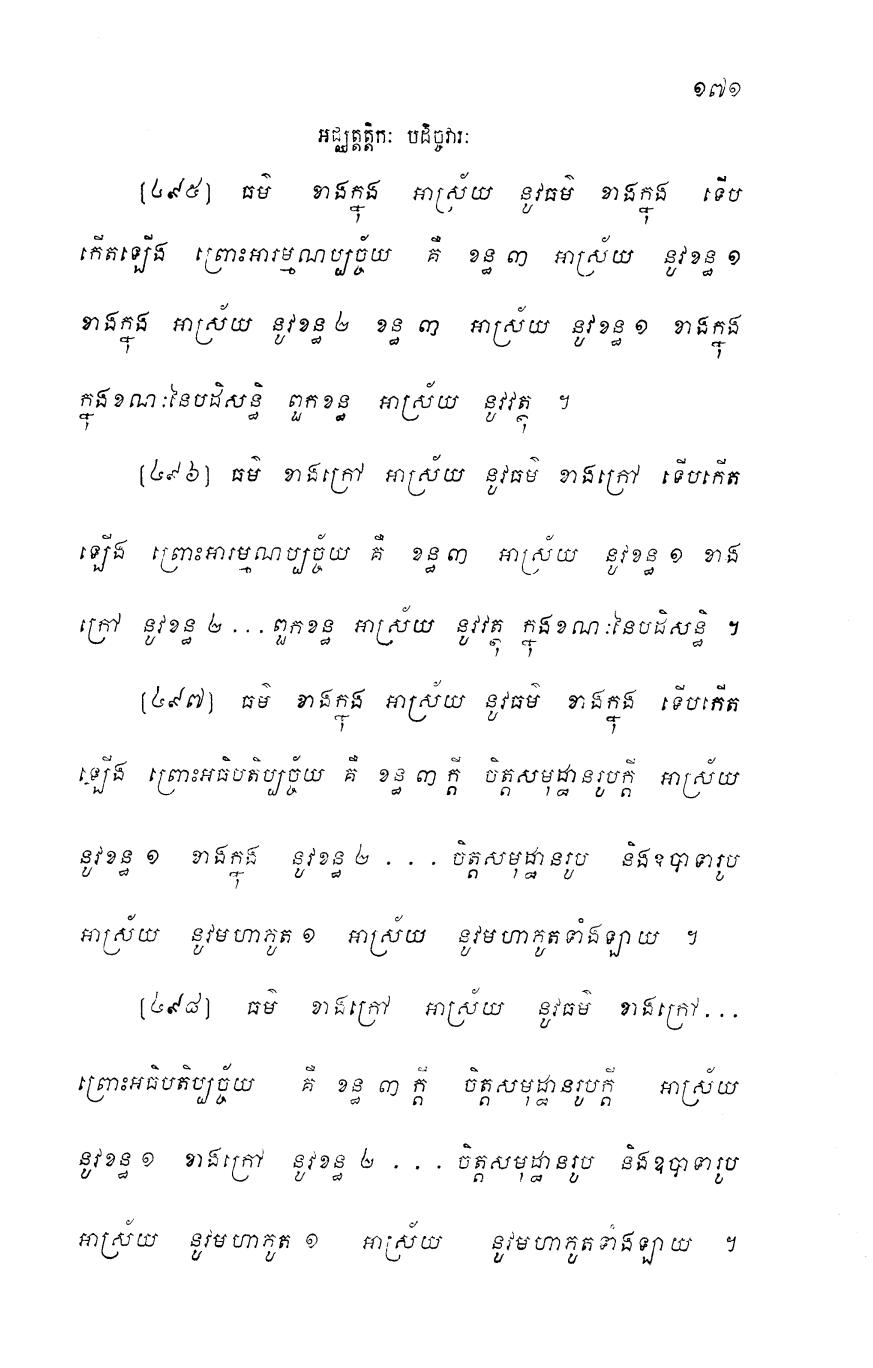 ១៧១
អជ្ឈត្តត្តិកៈ បដិច្ចវារៈ
[៤៩៥] ធម៌ ខាងក្នុង អាស្រ័យ នូវធម៌ ខាងក្នុង ទើប
កើតឡើង ព្រោះអារម្មណប្បច្ច័យ គឺ ខន្ធ ៣ អាស្រ័យ នូវខន្ធ ១
ខាងក្នុង អាស្រ័យ នូវខន្ធ ២ ខន្ធ ៣ អាស្រ័យ នូវខន្ធ ១ ខាងក្នុង
ក្នុងខណៈនៃបដិសន្ធិ ពួកខន្ធ អាស្រ័យ នូវវត្ថុ ។
[៤៩៦] ធម៌ ខាងក្រៅ អាស្រ័យ នូវធម៌ ខាងក្រៅ ទើបកើត
ឡើង ព្រោះអារម្មណប្បច្ច័យ គឺ ខន្ធ ៣ អាស្រ័យ នូវខន្ធ ១ ខាង
ក្រៅ នូវខន្ធ ២ ... ពួកខន្ធ អាស្រ័យ នូវវត្ថុ ក្នុងខណៈនៃបដិសន្ធិ ។
[៤៩៧] ធម៌ ខាងក្នុង អាស្រ័យ នូវធម៌ ខាងក្នុង ទើបកើត
ឡើង ព្រោះអធិបតិប្បច្ច័យ គឺ ខន្ធ ៣ ក្តី ចិត្តសមុដ្ឋានរូបក្តី អាស្រ័យ
នូវខន្ធ ១ ខាងក្នុង នូវខន្ធ ២ ... ចិត្តសមុដ្ឋានរូប និងឧបាទារូប
អាស្រ័យ នូវមហាភូត ១ អាស្រ័យ នូវមហាភូតទាំងឡាយ ។
[៤៩៨] ធម៌ ខាងក្រៅ អាស្រ័យ នូវធម៌ ខាងក្រៅ...
ព្រោះអធិបតិប្បច្ច័យ គឺ ខន្ធ ៣ ក្តី ចិត្តសមុដ្ឋានរូបក្តី អាស្រ័យ
នូវខន្ធ ១ ខាងក្រៅ នូវខន្ធ ២ ... ចិត្តសមុដ្ឋានរូប និងឧបាទារូប
អាស្រ័យ នូវមហាភូត ១ អាស្រ័យ នូវមហាភូតទាំងឡាយ ។